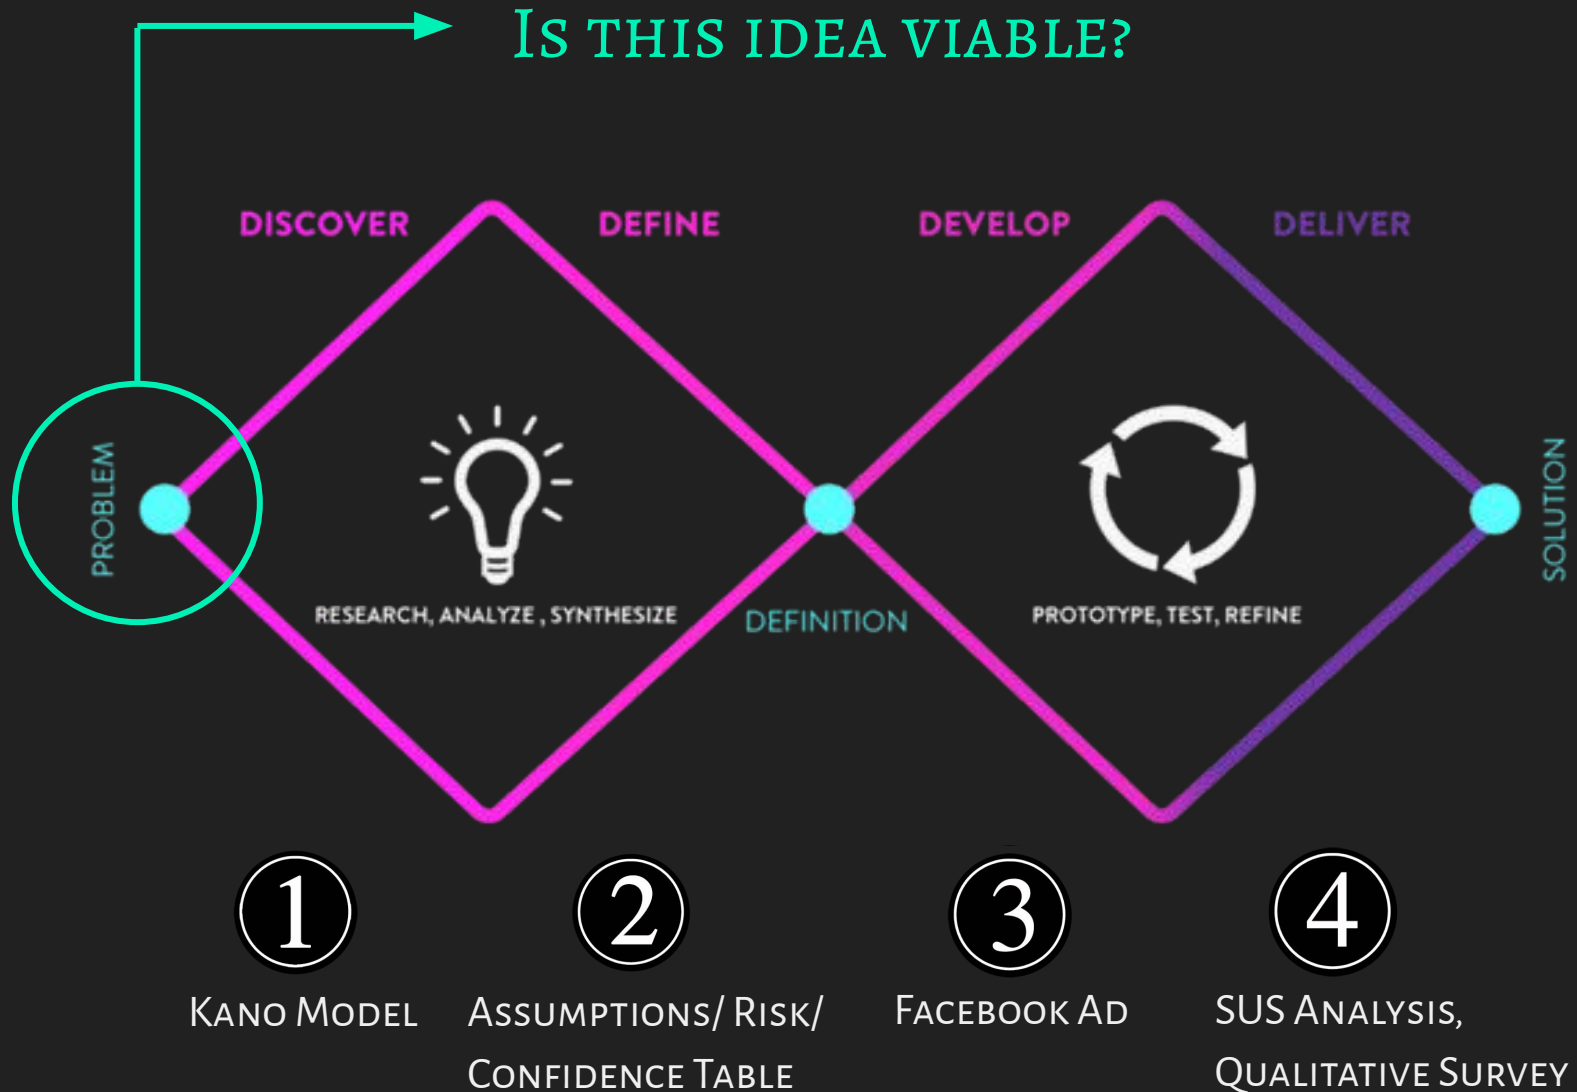 Is this idea viable?
DISCOVER
DEFINE
DEVELOP
DELIVER
PROBLEM
SOLUTION
RESEARCH, ANALYZE , SYNTHESIZE
DEFINITION
PROTOTYPE, TEST, REFINE
1
2
3
4
Kano Model
Assumptions/ Risk/
Confidence Table
Facebook Ad
SUS Analysis,
Qualitative Survey